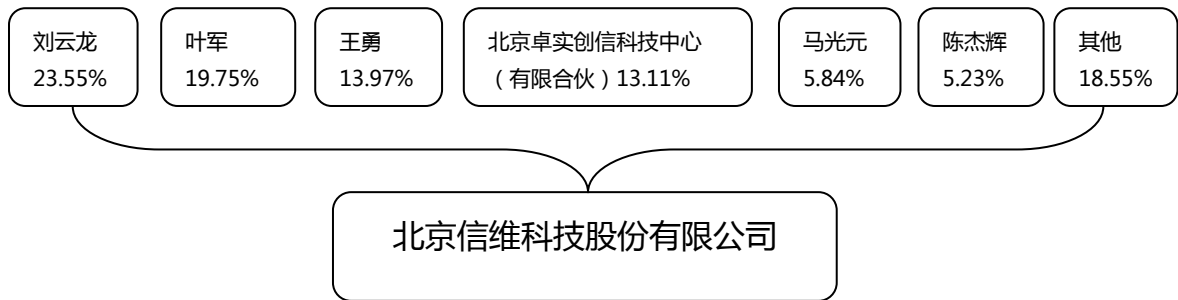 刘云龙
23.55%
叶军
19.75%
王勇
13.97%
北京卓实创信科技中心
（有限合伙）13.11%
马光元
5.84%
陈杰辉
5.23%
其他
18.55%
北京信维科技股份有限公司